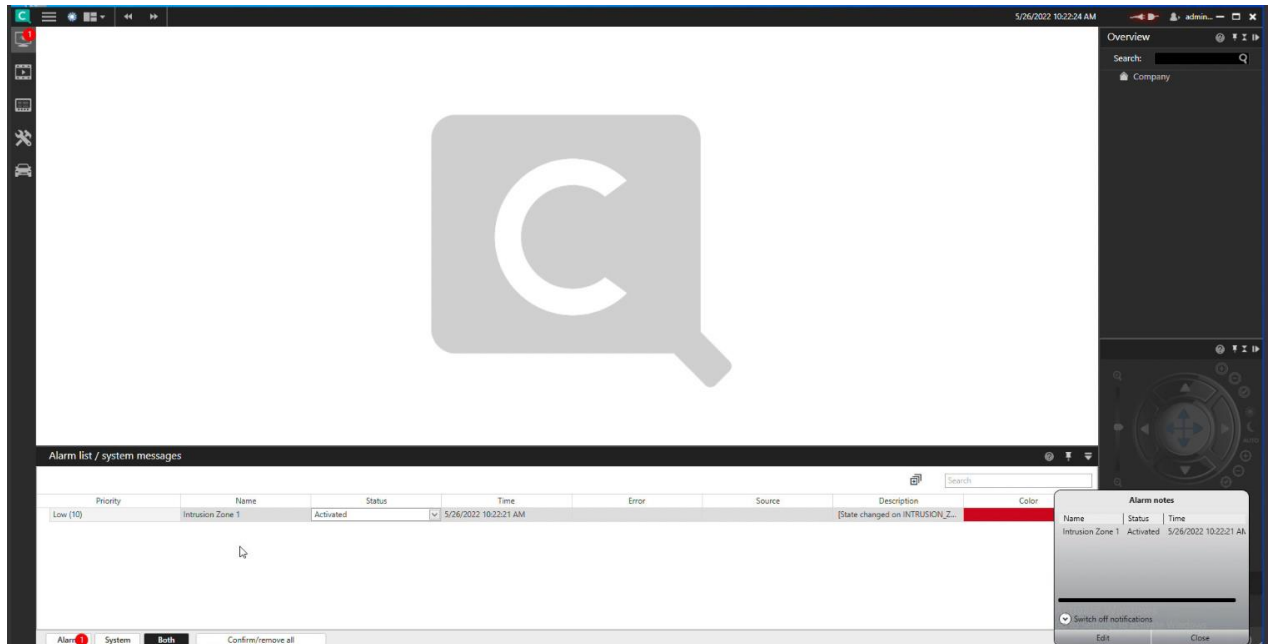 C
5/26/2022 10:22:24 AM
admin...
1
Overview
Search:
Company
C
Alarm list / system messages
Search
Priority Name Status Time Error Source Description Color
Low (10) Intrusion Zone 1 Activated 5/26/2022 10:22:21 AM [State changed on INTRUSION_Z...
Alarm notes
Name Status Time
Intrusion Zone 1 Activated 5/26/2022 10:22:21 AM
Switch off notifications
Edit Close
Alarm 1 System Both Confirm/remove all